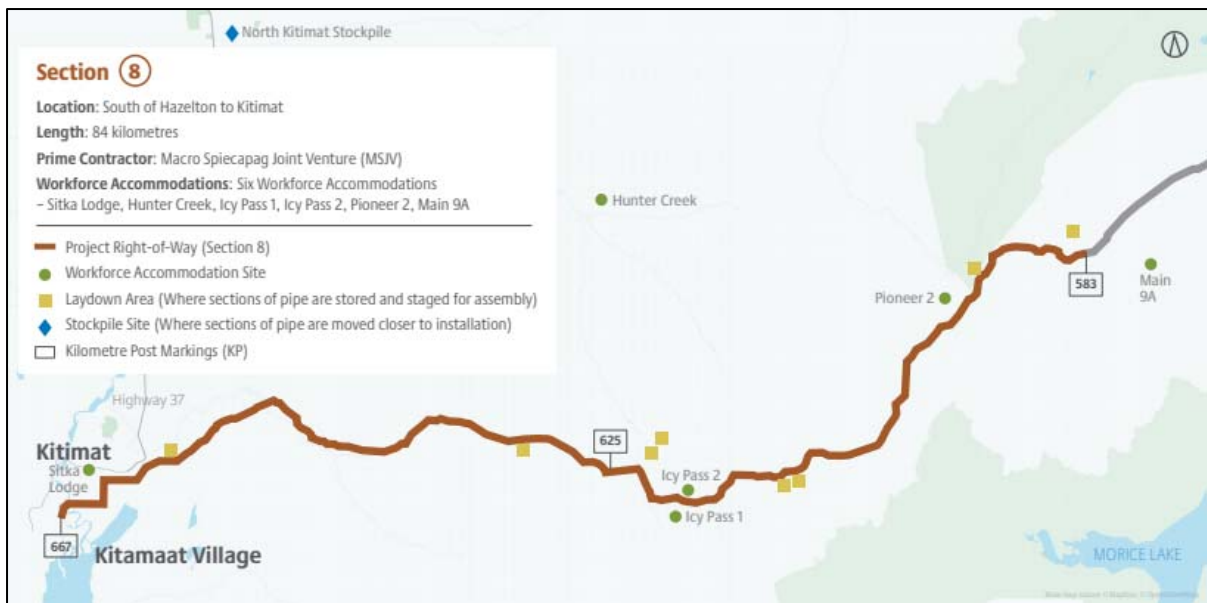 North Kitimat Stockpile
Section 8
Location: South of Hazelton to Kitimat
Length: 84 kilometres
Prime Contractor: Macro Spiecapag Joint Venture (MSJV)
Workforce Accommodations: Six Workforce Accommodations
– Sitka Lodge, Hunter Creek, Icy Pass 1, Icy Pass 2, Pioneer 2, Main 9A
Project Right-of-Way (Section 8)
Workforce Accommodation Site
Laydown Area (Where sections of pipe are stored and staged for assembly)
Stockpile Site (Where sections of pipe are moved closer to installation)
Kilometre Post Markings (KP)
Hunter Creek
Pioneer 2
583
Main
9A
Highway 37
Kitimat
Sitka
Lodge
625
Icy Pass 2
Icy Pass 1
667
Kitamaat Village
MORICE LAKE